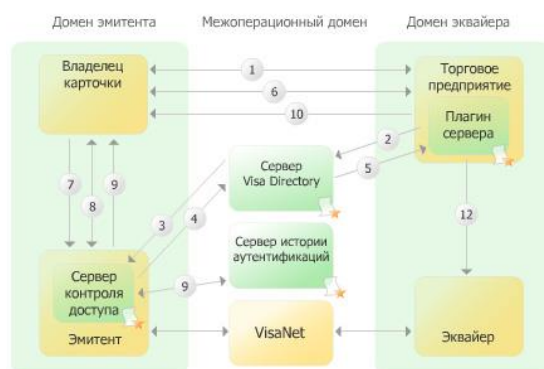 Домен эмитента
Межоперационный домен
Домен эквайера
Владелец
карточки
1
6
10
Торговое
предприятие
Плагин
сервера
2
5
Сервер
Visa Directory
7
8
9
3
4
12
Сервер истории
аутентификаций
9
Сервер
контроля
доступа
Эмитент
VisaNet
Эквайер